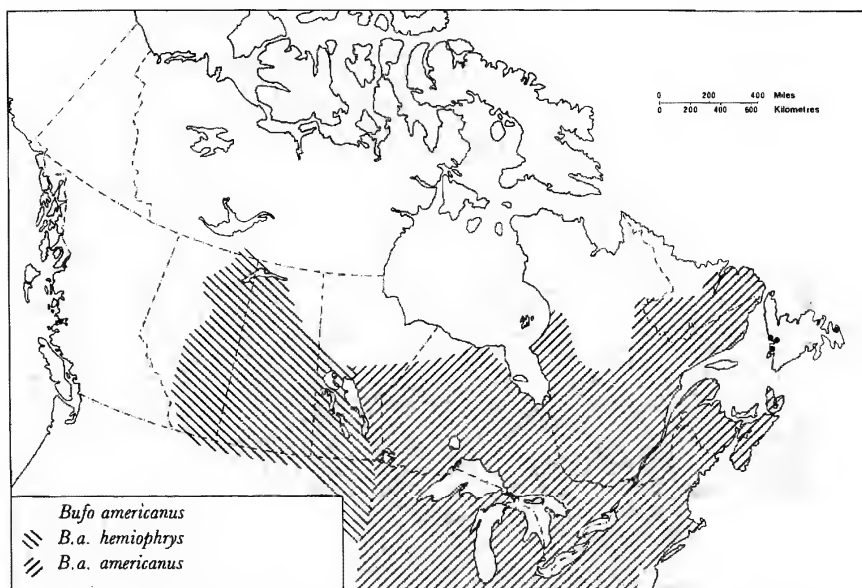 0 200 400 Miles
0 200 400 600 Kilometres
Bufo americanus
B.a. hemiophrys
B.a. americanus